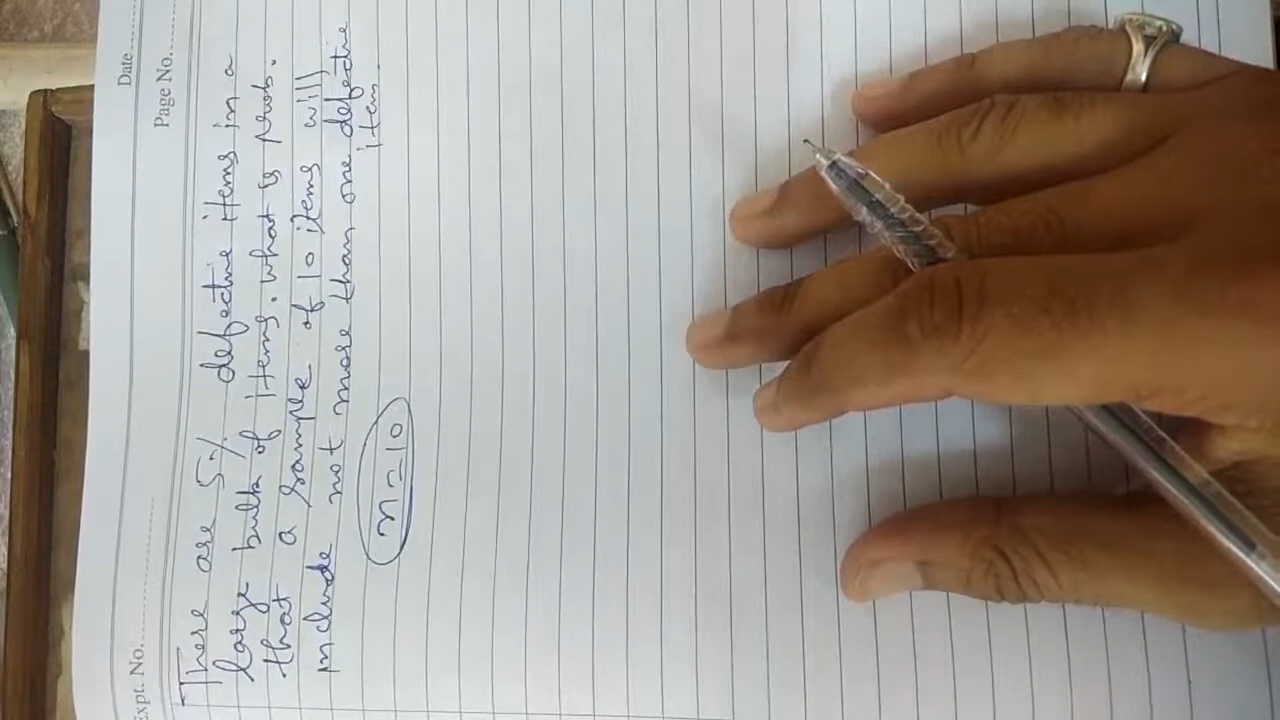 Date
Page No.
Expt. No.
There are 5% defective items in a
large bulk of items. what is prob.
that a sample of 10 items will
include not more than one defective
item
n=10